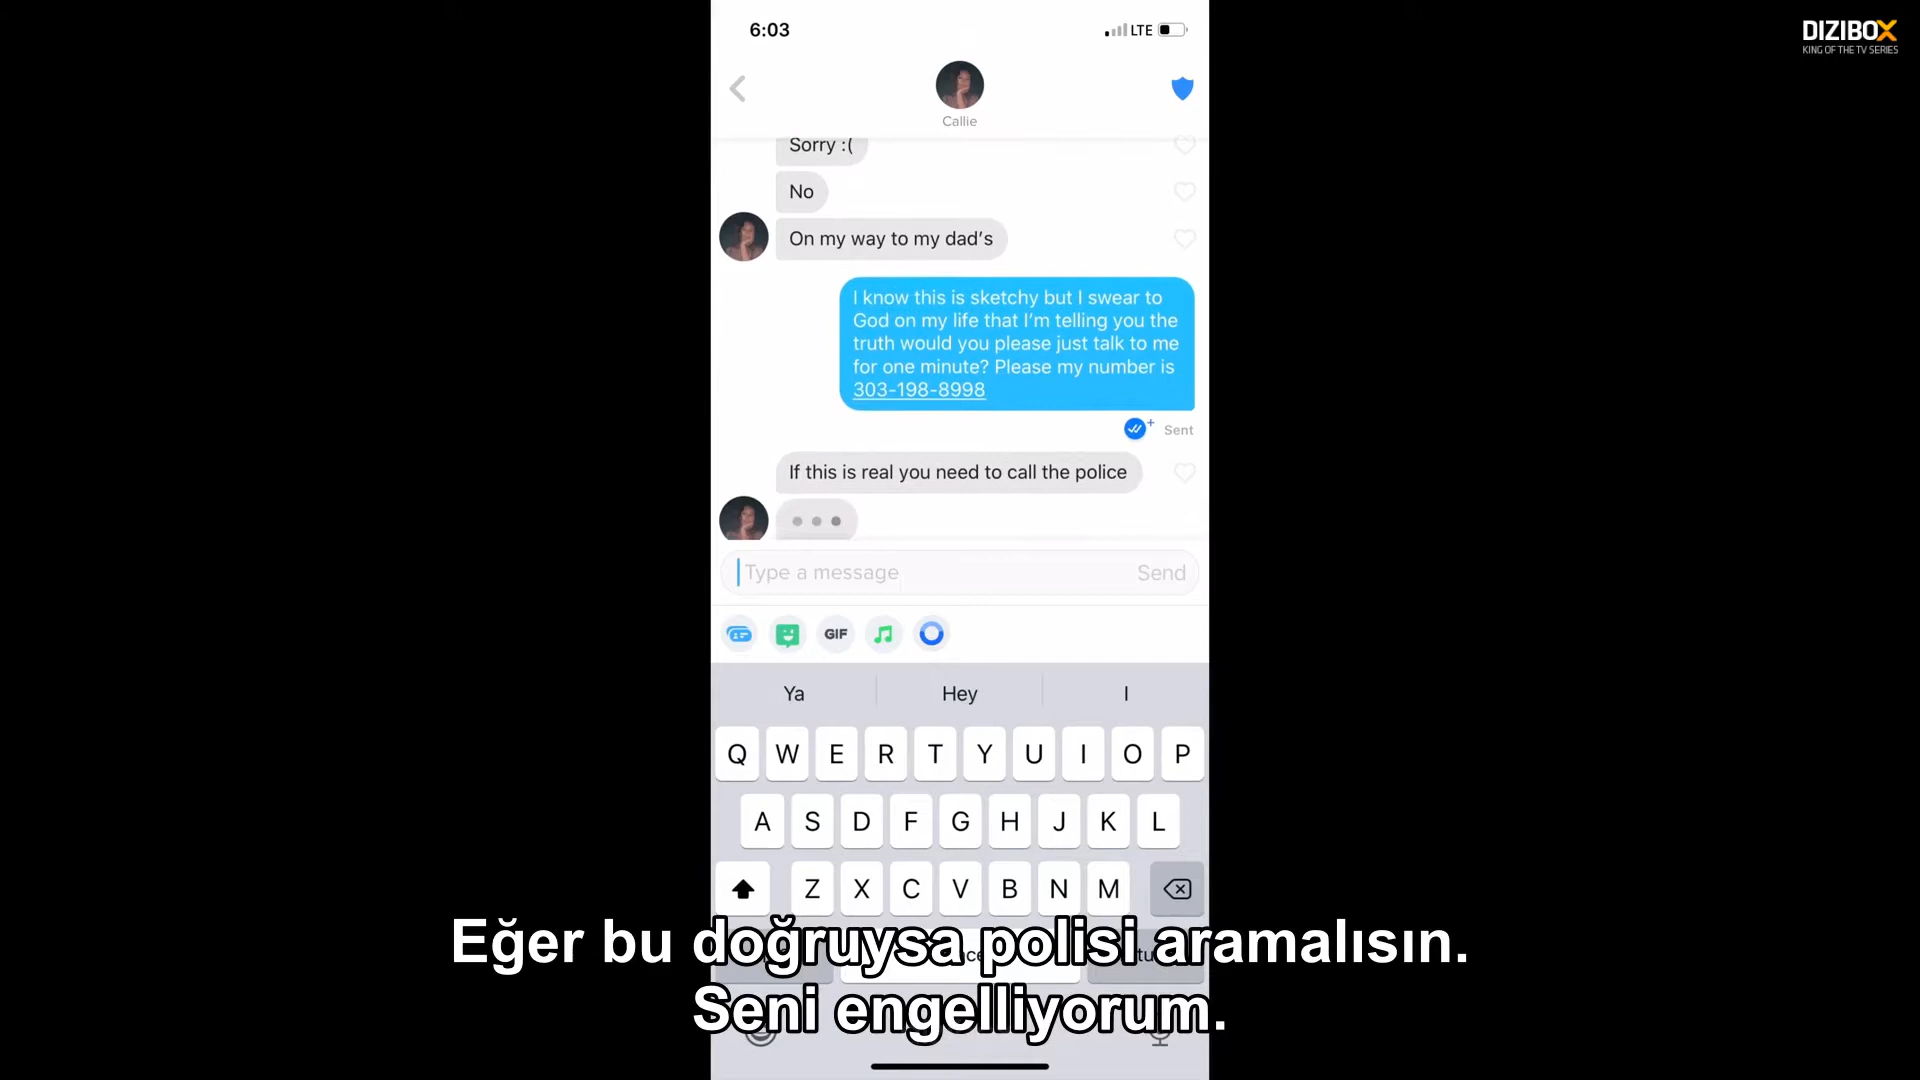 6:03
LTE
DIZIBOX
KING OF THE TV SERIES
Callie
Sorry :(
No
On my way to my dad's
I know this is sketchy but I swear to
God on my life that I'm telling you the
truth would you please just talk to me
for one minute? Please my number is
303-198-8998
Sent
If this is real you need to call the police
Type a message
Send
GIF
Ya
Hey
I
Q W E R T Y U I O P
A S D F G H J K L
Z X C V B N M
Eğer bu doğruysa polisi aramalısın.
Seni engelliyorum.